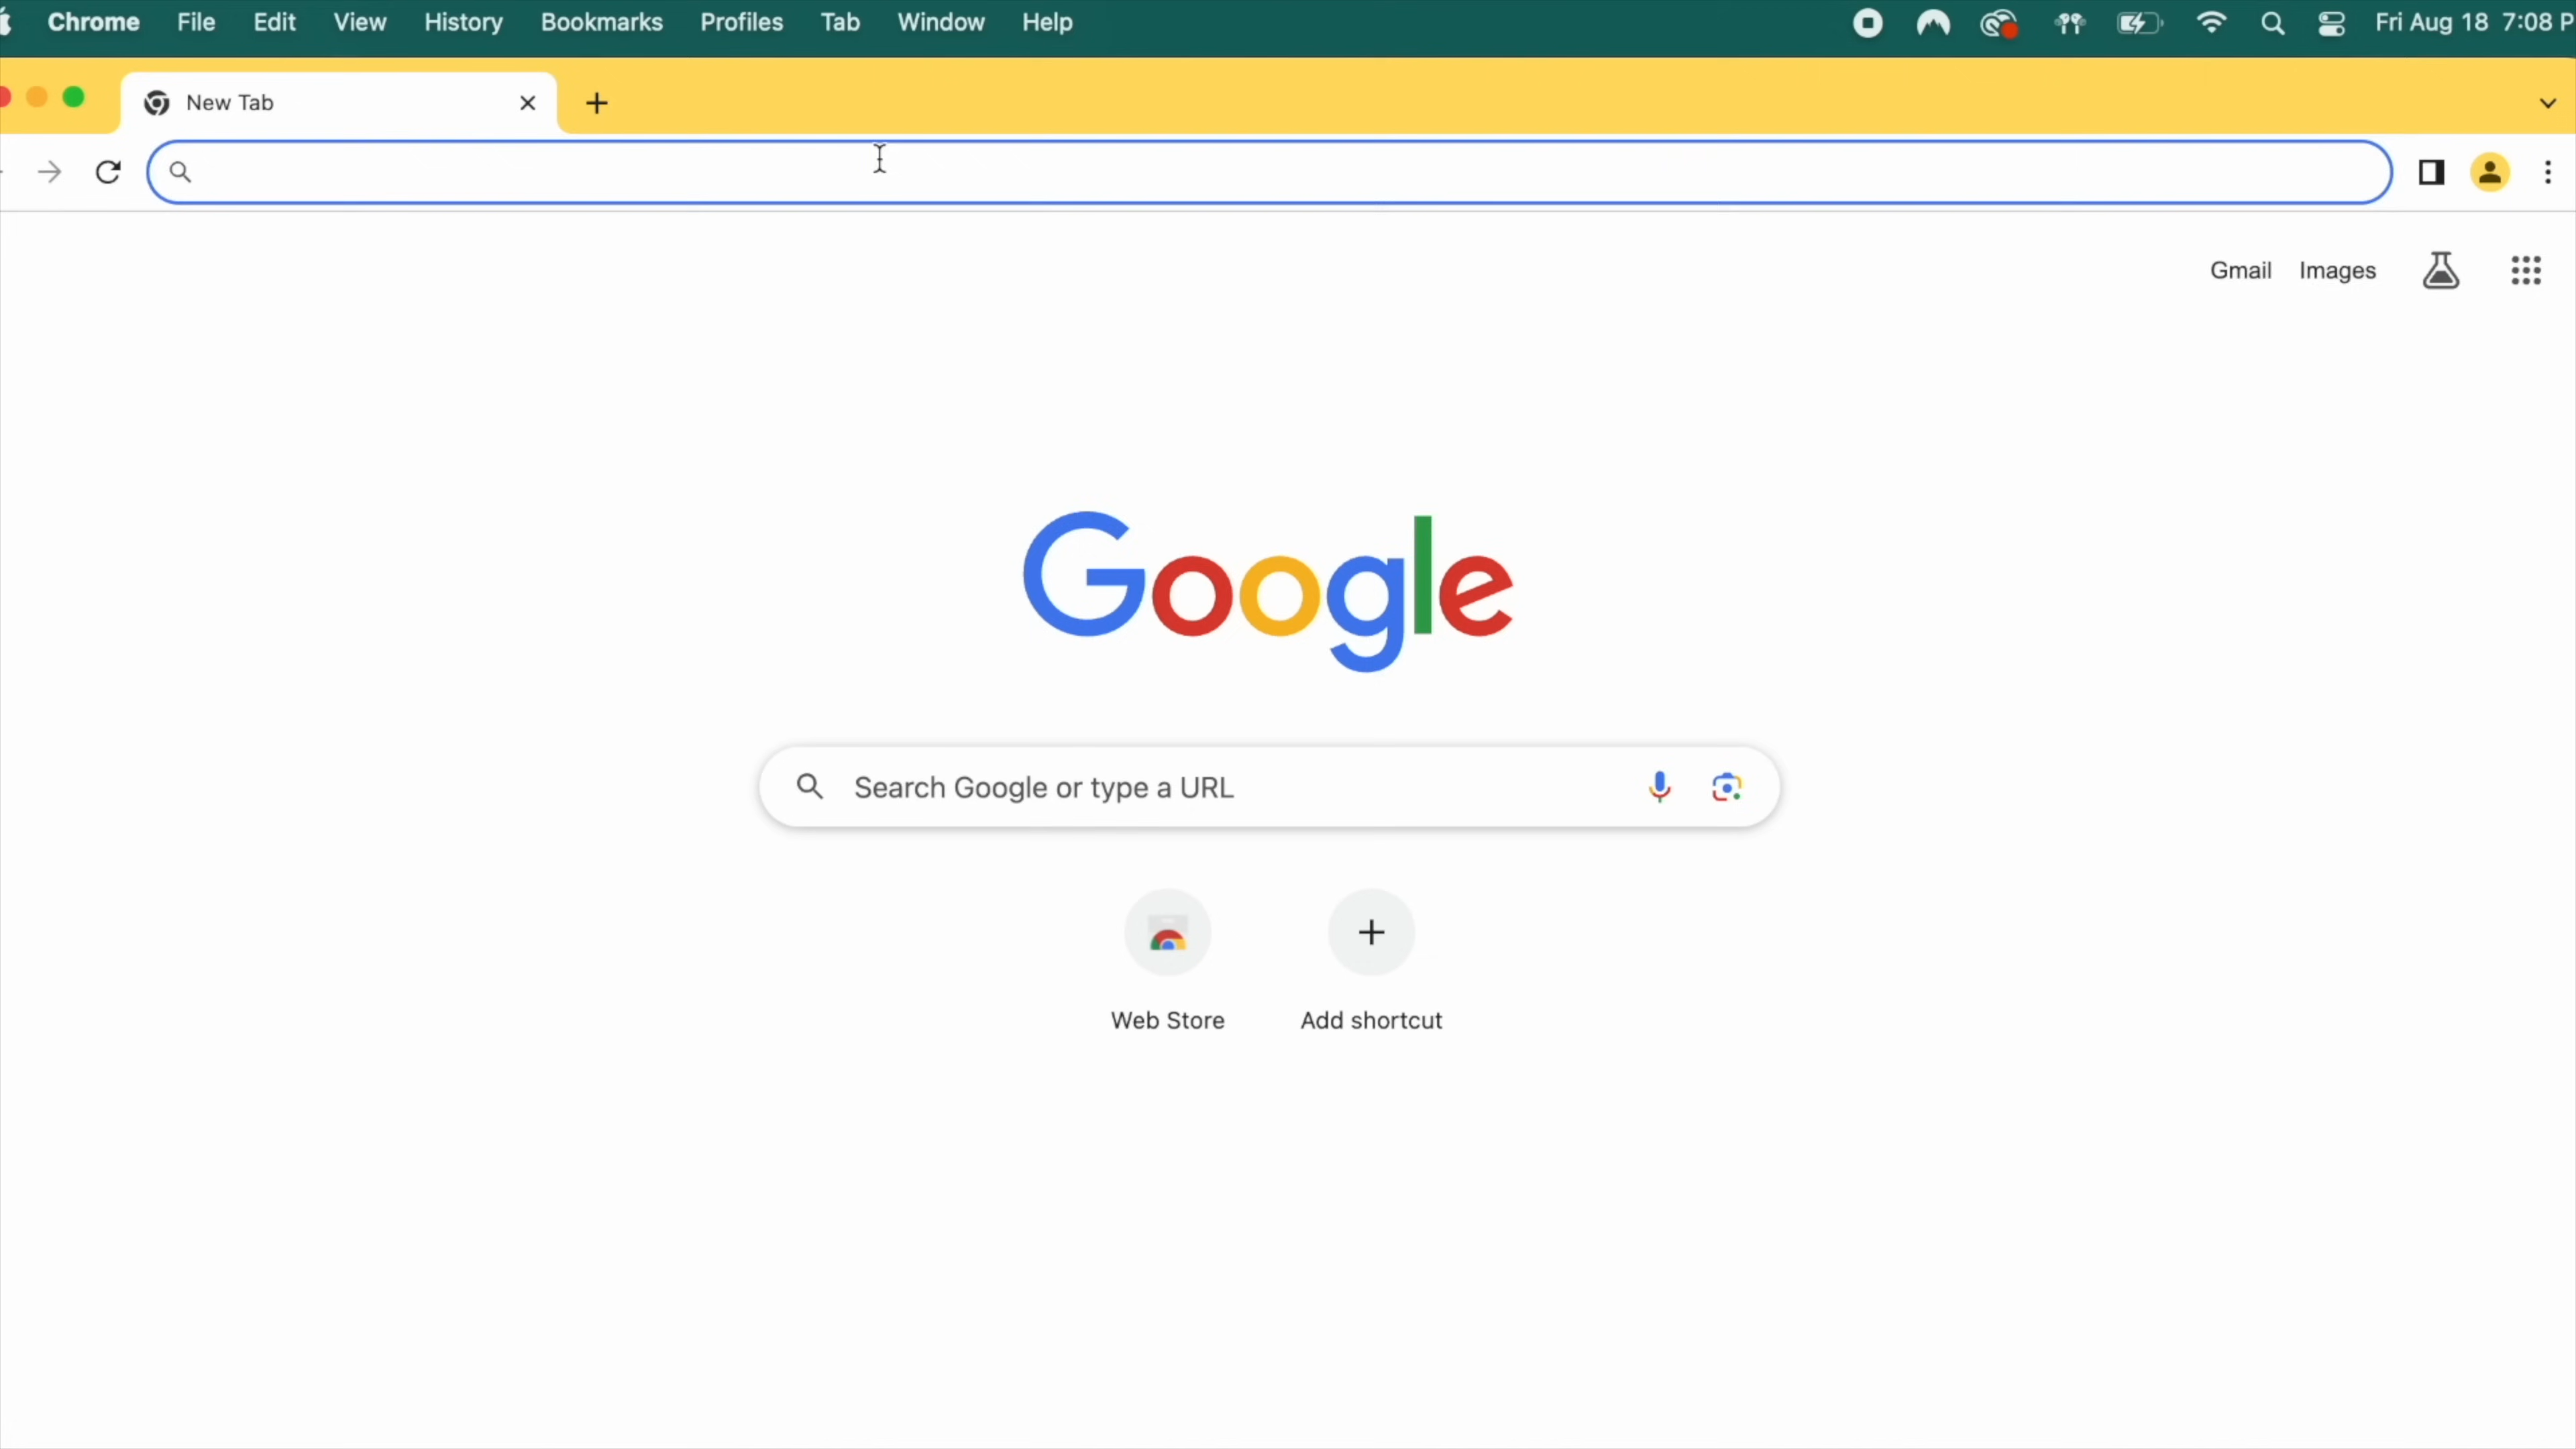 Chrome File Edit View History Bookmarks Profiles Tab Window Help Fri Aug 18 7:08 P
New Tab
Gmail Images
Google
Search Google or type a URL
Web Store Add shortcut